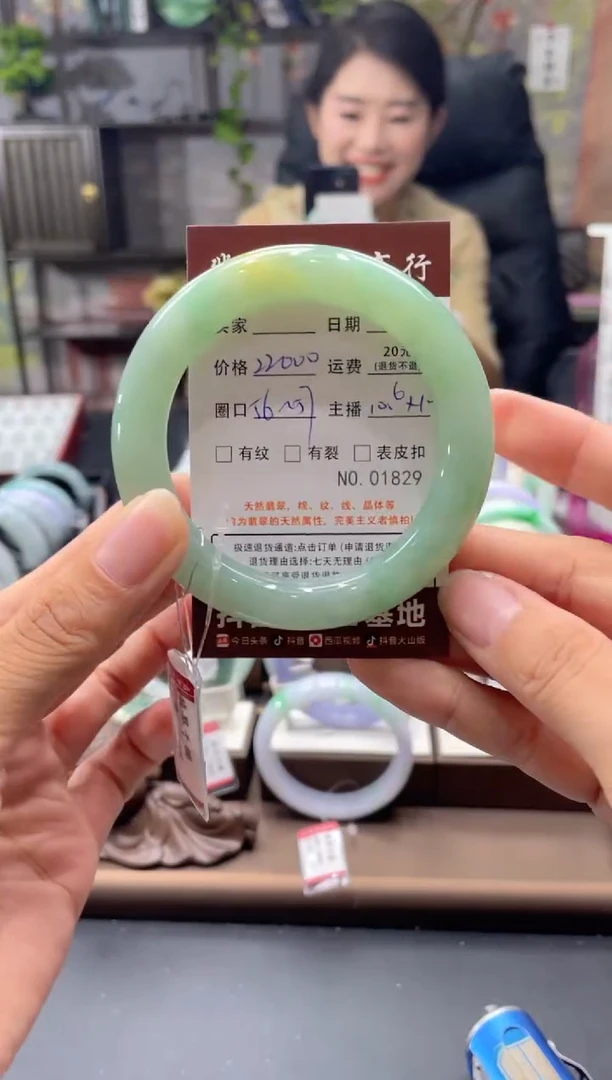 行
家 日期
价格 22000 运费 20元
(退货不退
圈口 56 主播
有纹 有裂 表皮扣
NO.01829
天然翡翠、棉、纹、线、晶体等
为翡翠的天然属性，完美主义者慎拍
极速退货通道:点击订单(申请退货
退货理由选择:七天无理由
基地
今日头条 抖音 西瓜视频 抖音火山版